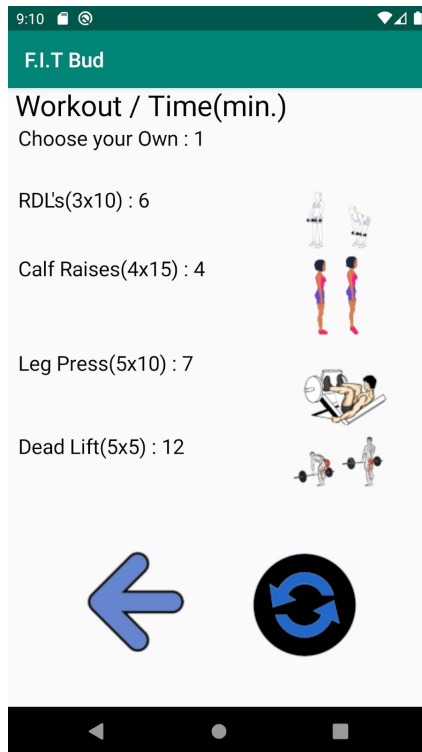 9:10
F.I.T Bud
Workout / Time(min.)
Choose your Own : 1
RDL's(3x10) : 6
Calf Raises(4x15) : 4
Leg Press(5x10) : 7
Dead Lift(5x5) : 12